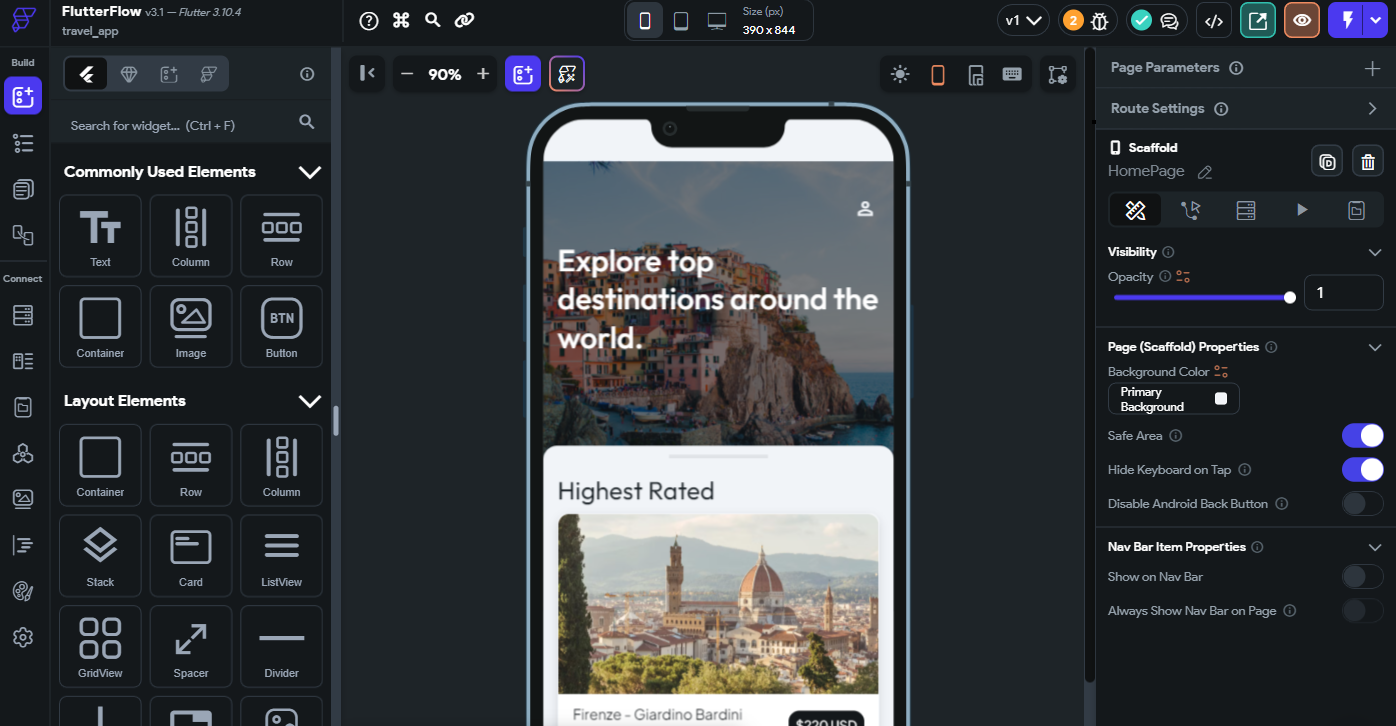 FlutterFlow v3.1 — Flutter 3.10.4
travel_app
Size (px)
390 x 844
v1
2
Build
Connect
90%
Search for widget... (Ctrl + F)
Commonly Used Elements
Text
Column
Row
Container
Image
BTN
Button
Layout Elements
Container
Row
Column
Stack
Card
ListView
GridView
Spacer
Divider
Explore top
destinations around the
world.
Highest Rated
Firenze - Giardino Bardini
$220 USD
Page Parameters
Route Settings
Scaffold
HomePage
Visibility
Opacity
1
Page (Scaffold) Properties
Background Color
Primary
Background
Safe Area
Hide Keyboard on Tap
Disable Android Back Button
Nav Bar Item Properties
Show on Nav Bar
Always Show Nav Bar on Page